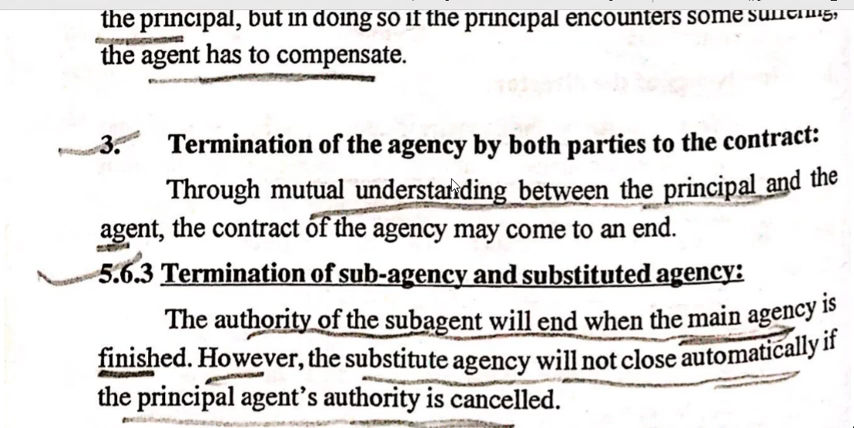 the principal, but in doing so if the principal encounters some suffering,
the agent has to compensate.
3. Termination of the agency by both parties to the contract:
Through mutual understanding between the principal and the
agent, the contract of the agency may come to an end.
5.6.3 Termination of sub-agency and substituted agency:
The authority of the subagent will end when the main agency is
finished. However, the substitute agency will not close automatically if
the principal agent's authority is cancelled.